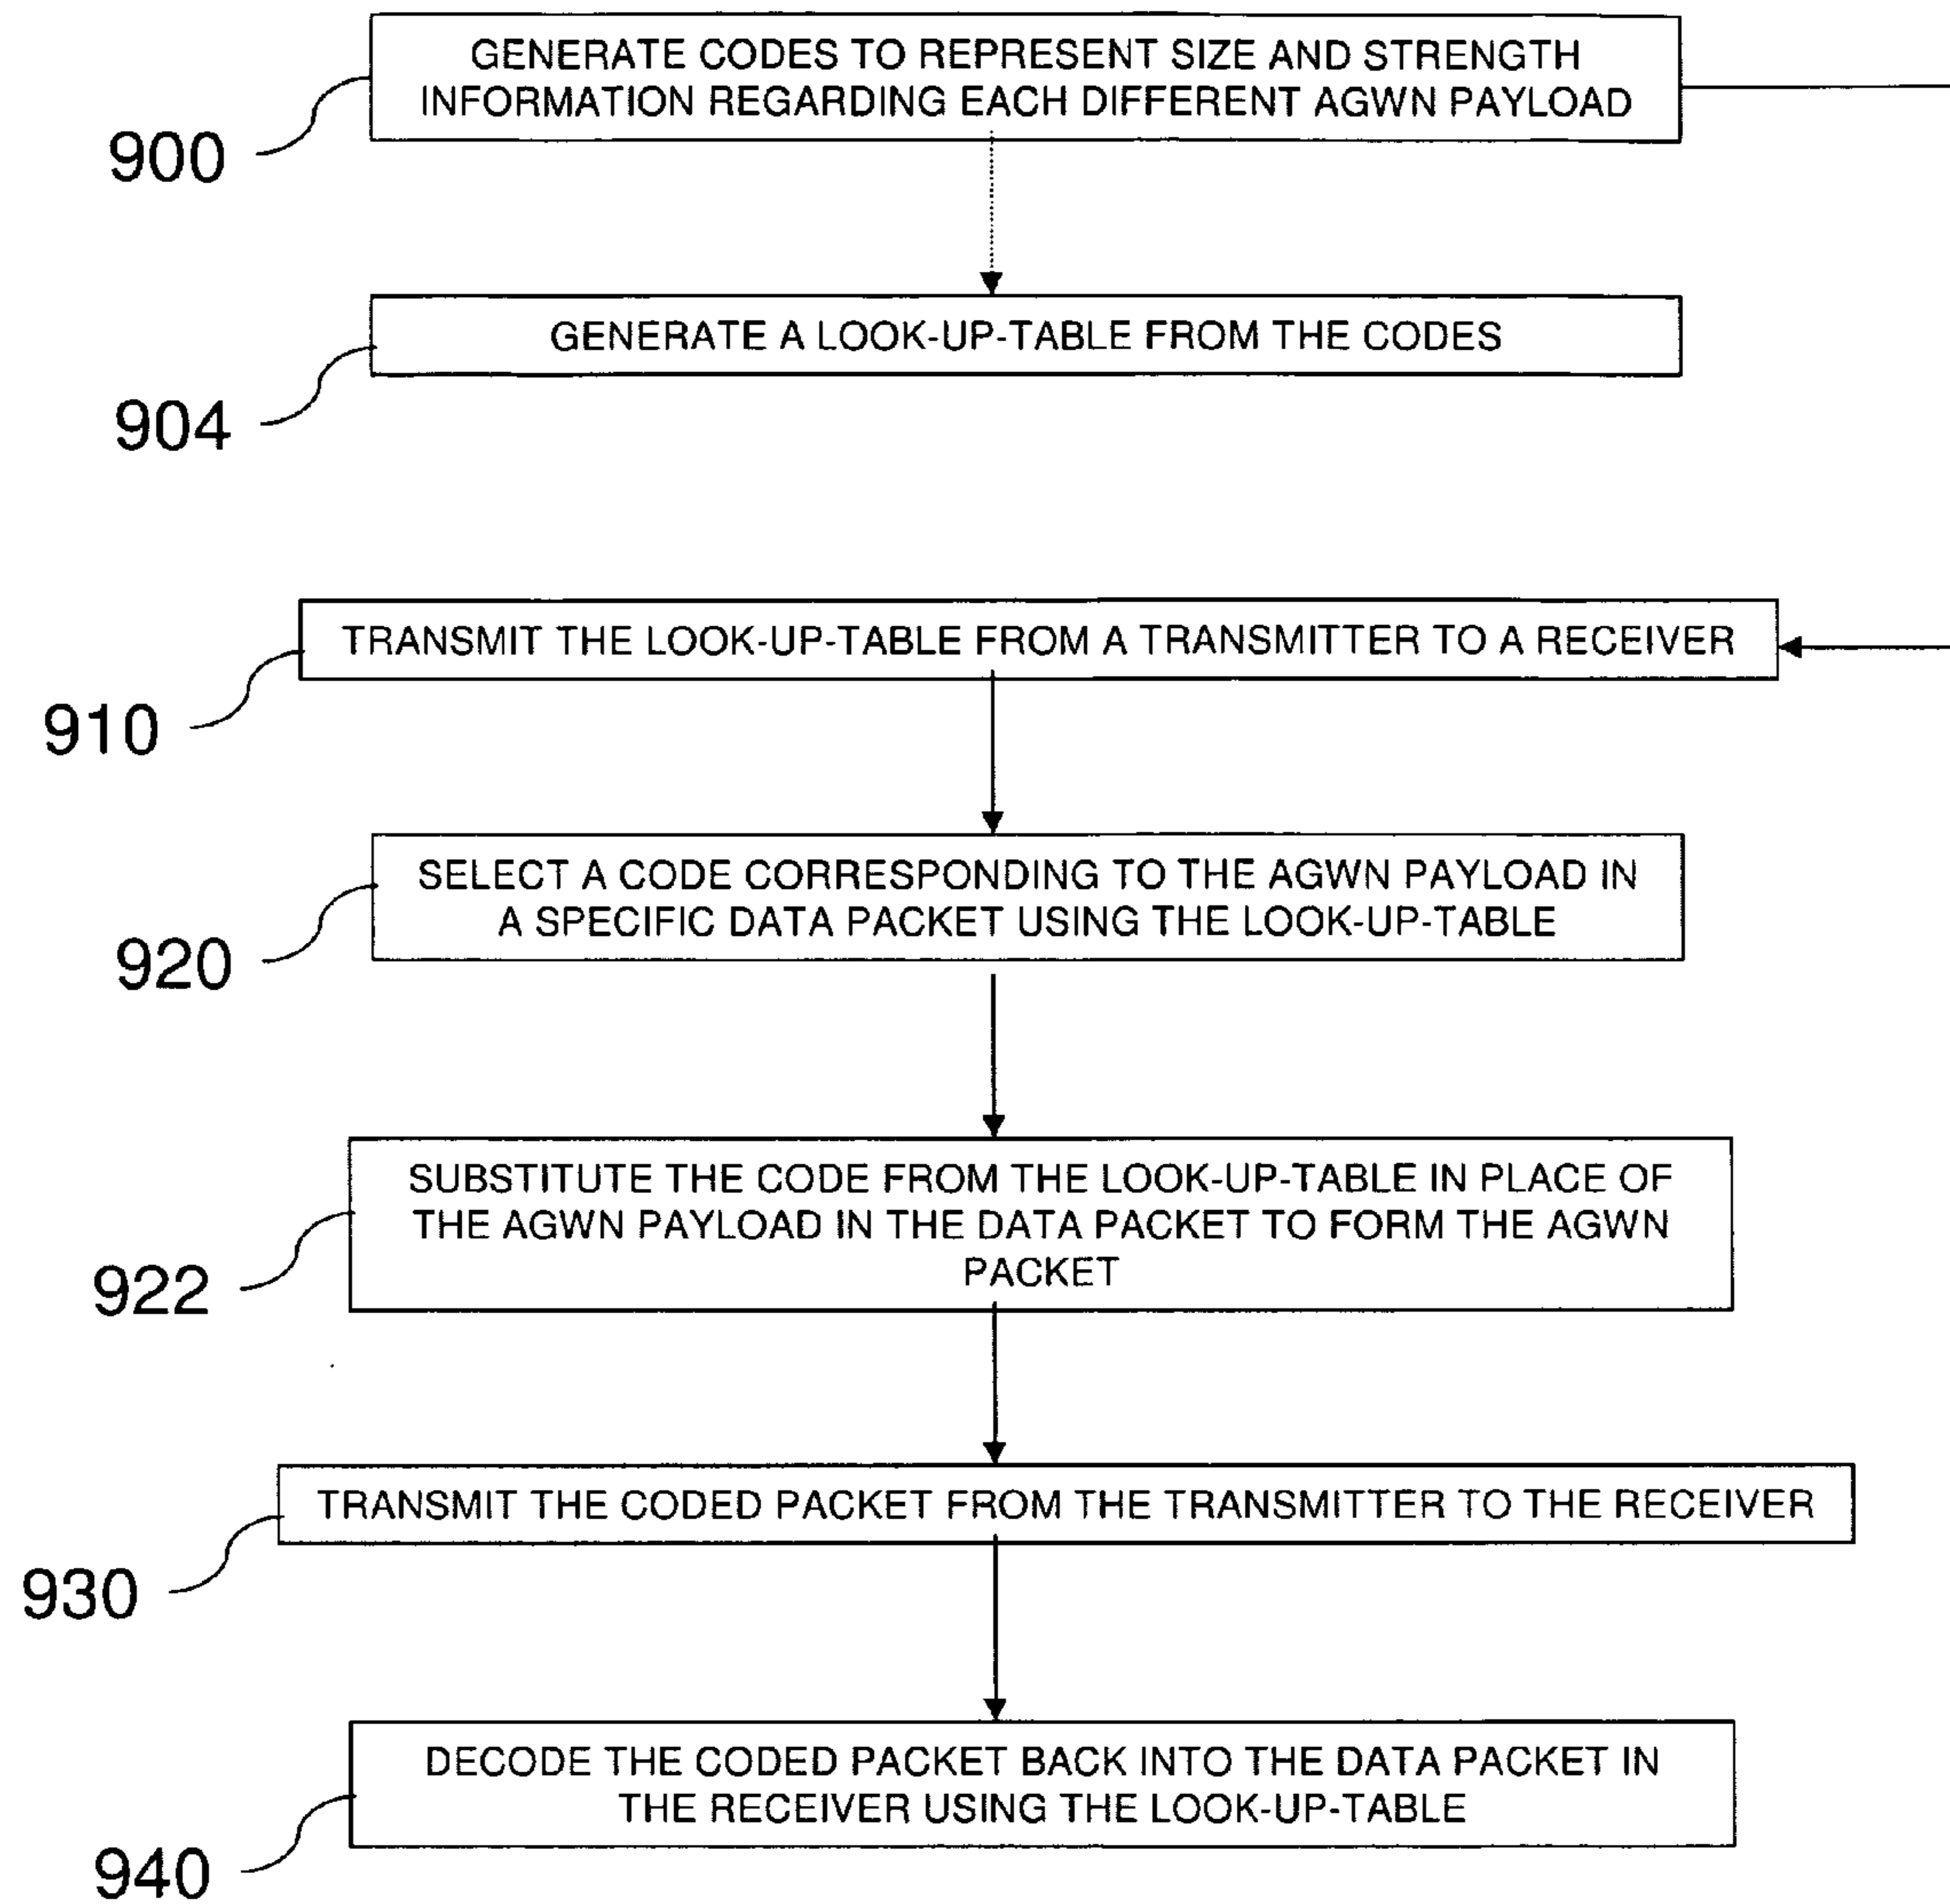 GENERATE CODES TO REPRESENT SIZE AND STRENGTH
INFORMATION REGARDING EACH DIFFERENT AGWN PAYLOAD
900
GENERATE A LOOK-UP-TABLE FROM THE CODES
904
TRANSMIT THE LOOK-UP-TABLE FROM A TRANSMITTER TO A RECEIVER
910
SELECT A CODE CORRESPONDING TO THE AGWN PAYLOAD IN
A SPECIFIC DATA PACKET USING THE LOOK-UP-TABLE
920
SUBSTITUTE THE CODE FROM THE LOOK-UP-TABLE IN PLACE OF
THE AGWN PAYLOAD IN THE DATA PACKET TO FORM THE AGWN
PACKET
922
TRANSMIT THE CODED PACKET FROM THE TRANSMITTER TO THE RECEIVER
930
DECODE THE CODED PACKET BACK INTO THE DATA PACKET IN
THE RECEIVER USING THE LOOK-UP-TABLE
940